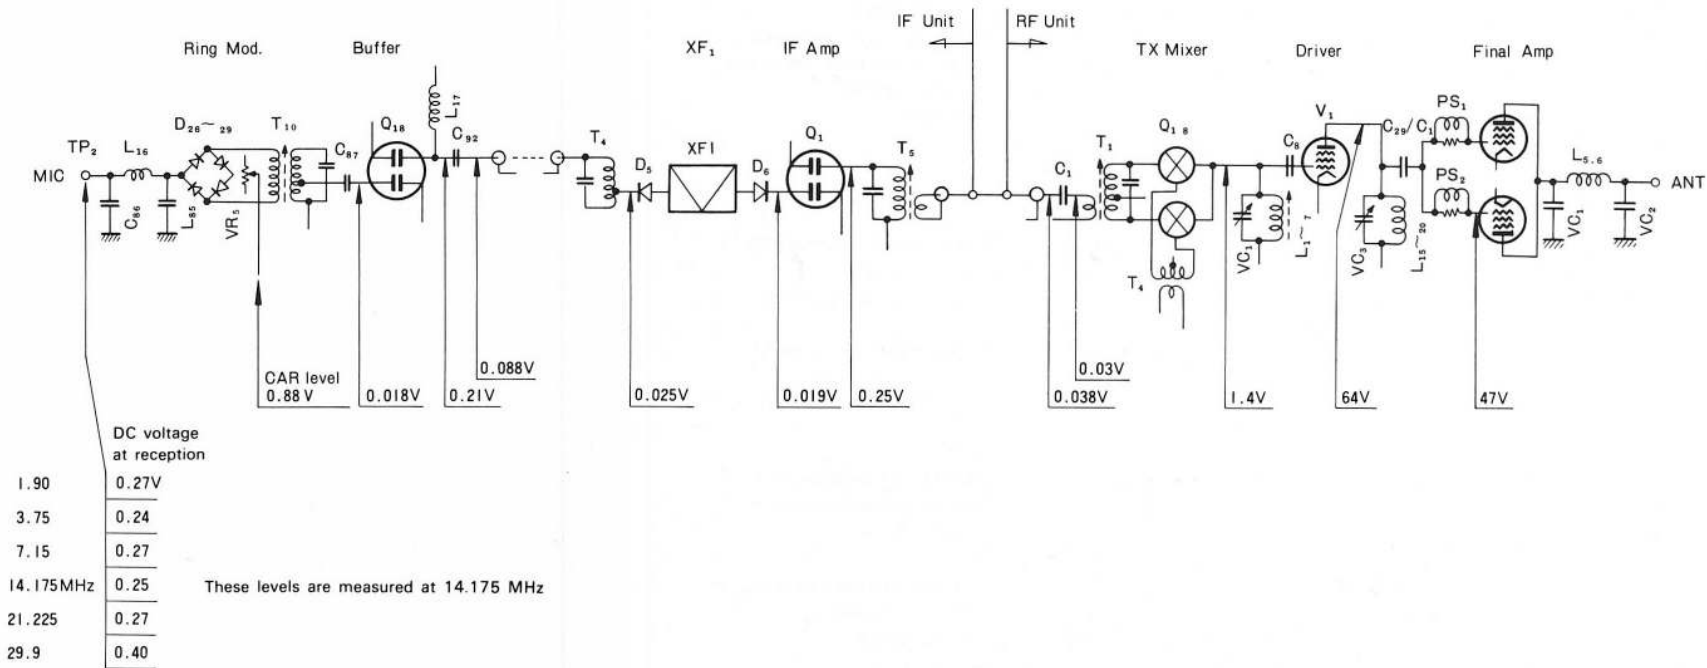 IF Unit
RF Unit
Ring Mod.
Buffer
XF₁
IF Amp
TX Mixer
Driver
Final Amp
TP₂
L₁₆
D₂₆~₂₉
T₁₀
C₈₇
Q₁₈
L₁₇
C₉₂
T₄
D₅
XF1
D₆
Q₁
T₅
C₁
T₁
Q₁ ₈
C₈
V₁
C₂₉/C₁
PS₁
PS₂
L₅.₆
MIC
ANT
C₈₆
L₈₅
VR₅
T₄
VC₁
L₁~₇
VC₃
L₁₅~₂₀
VC₁
VC₂
CAR level
0.88V
0.018V
0.21V
0.088V
0.025V
0.019V
0.25V
0.038V
0.03V
1.4V
64V
47V
DC voltage
at reception
1.90 0.27V
3.75 0.24
7.15 0.27
14.175MHz 0.25
These levels are measured at 14.175 MHz
21.225 0.27
29.9 0.40